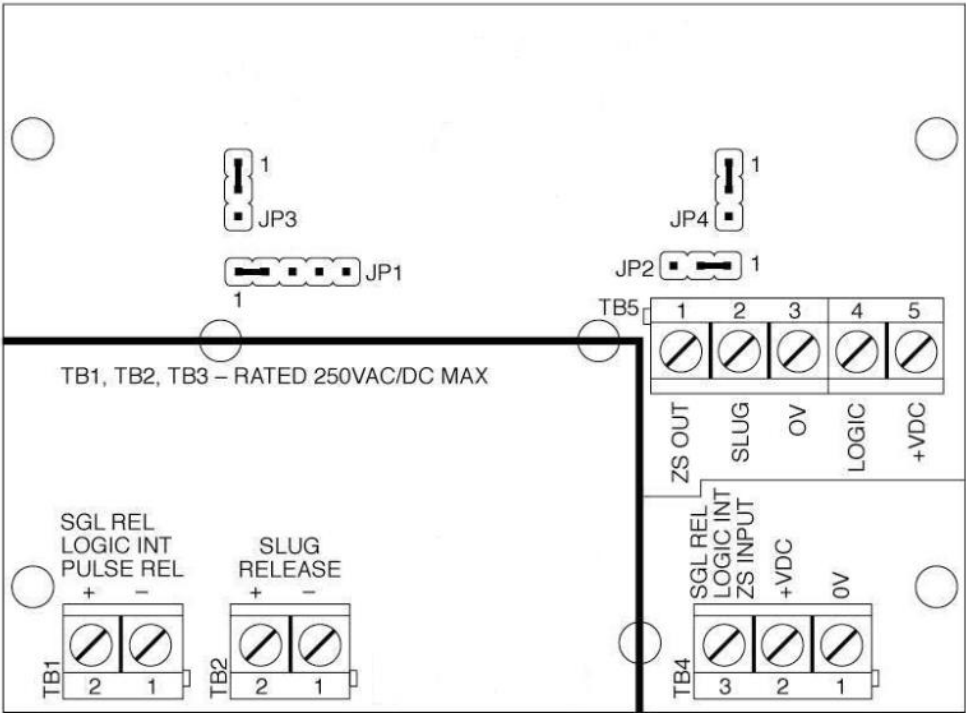 1
JP3
1
JP4
JP1
1
JP2
1
TB5
1 2 3 4 5
ZS OUT
SLUG
0V
LOGIC
+VDC
TB1, TB2, TB3 – RATED 250VAC/DC MAX
SGL REL
LOGIC INT
PULSE REL
+ –
TB1
2 1
SLUG
RELEASE
+ –
TB2
2 1
SGL REL
LOGIC INT
ZS INPUT
+VDC
0V
TB4
3 2 1